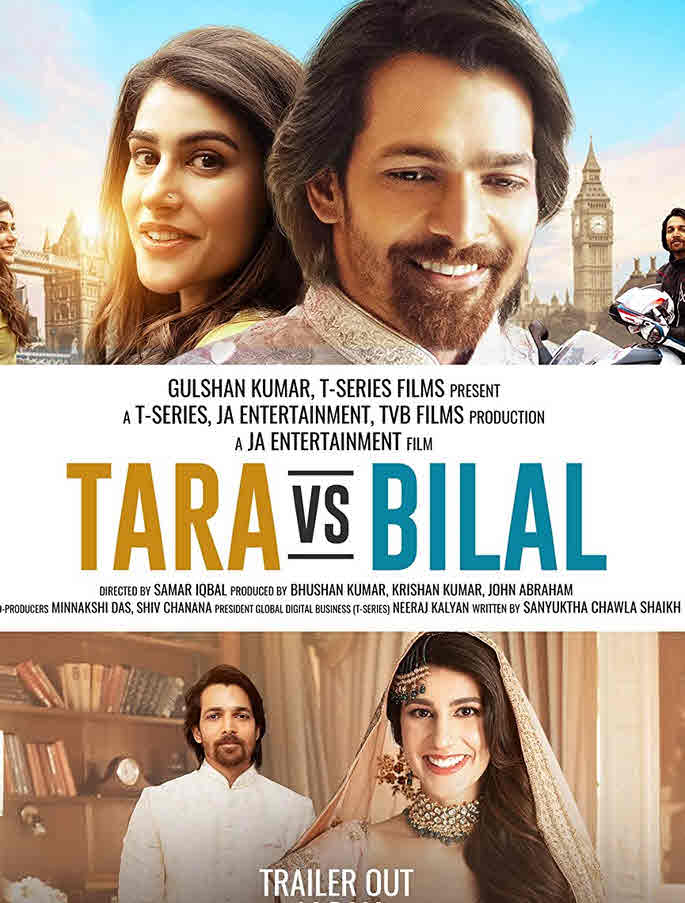 GULSHAN KUMAR, T-SERIES FILMS PRESENT
A T-SERIES, JA ENTERTAINMENT, TVB FILMS PRODUCTION
A JA ENTERTAINMENT FILM
TARA VS BILAL
DIRECTED BY SAMAR IQBAL PRODUCED BY BHUSHAN KUMAR, KRISHAN KUMAR, JOHN ABRAHAM
O-PRODUCERS MINNAKSHI DAS, SHIV CHANANA PRESIDENT GLOBAL DIGITAL BUSINESS (T-SERIES) NEERAJ KALYAN WRITTEN BY SANYUKTHA CHAWLA SHAIKH
TRAILER OUT